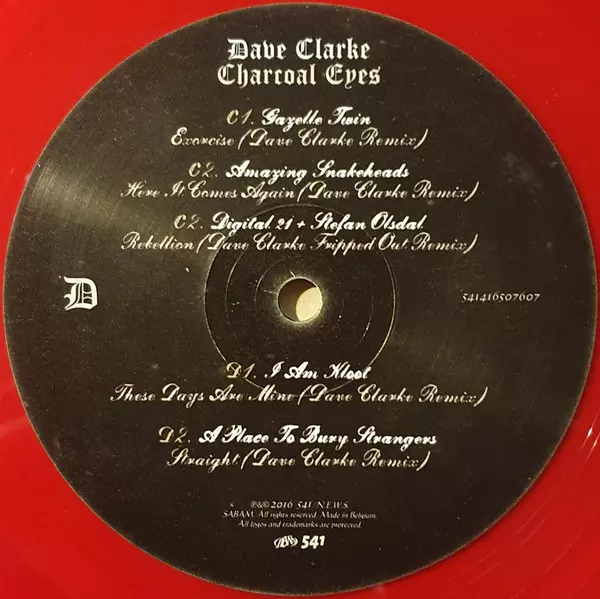 Dave Clarke
Charcoal Eyes
C1. Gazelle Twin
Exorcise (Dave Clarke Remix)
C2. Amazing Snakeheads
Here It Comes Again (Dave Clarke Remix)
C2. Digital 21 + Stefan Olsdal
Rebellion (Dave Clarke Fripped Out Remix)
D
541416507607
D1. I Am Kloot
These Days Are Mine (Dave Clarke Remix)
D2. A Place To Bury Strangers
Straight (Dave Clarke Remix)
℗&© 2016 541 / N.E.W.S.
SABAM. All rights reserved. Made in Belgium.
All logos and trademarks are protected.
541